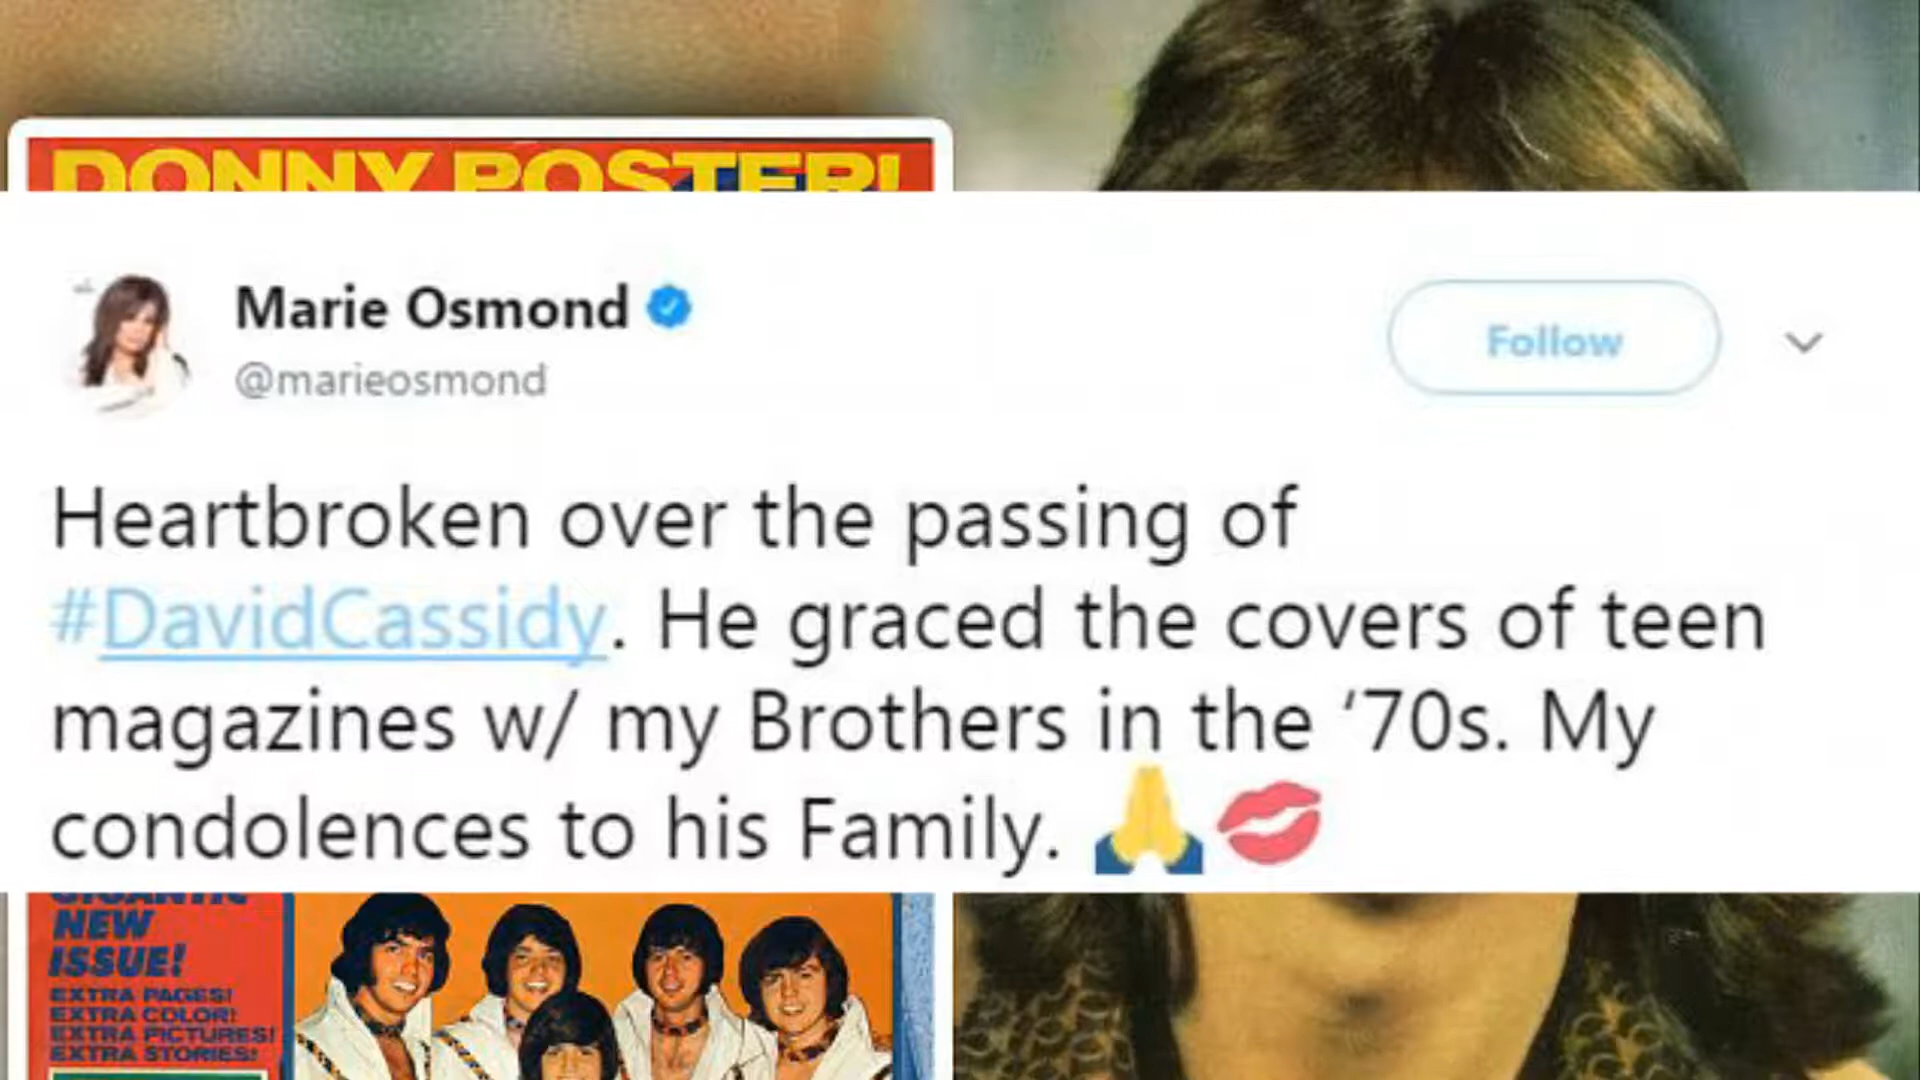 DONNY POSTER!
Marie Osmond
@marieosmond
Follow
Heartbroken over the passing of
#DavidCassidy. He graced the covers of teen
magazines w/ my Brothers in the ‘70s. My
condolences to his Family. 🙏💋
GIGANTIC
NEW
ISSUE!
EXTRA PAGES!
EXTRA COLOR!
EXTRA PICTURES!
EXTRA STORIES!